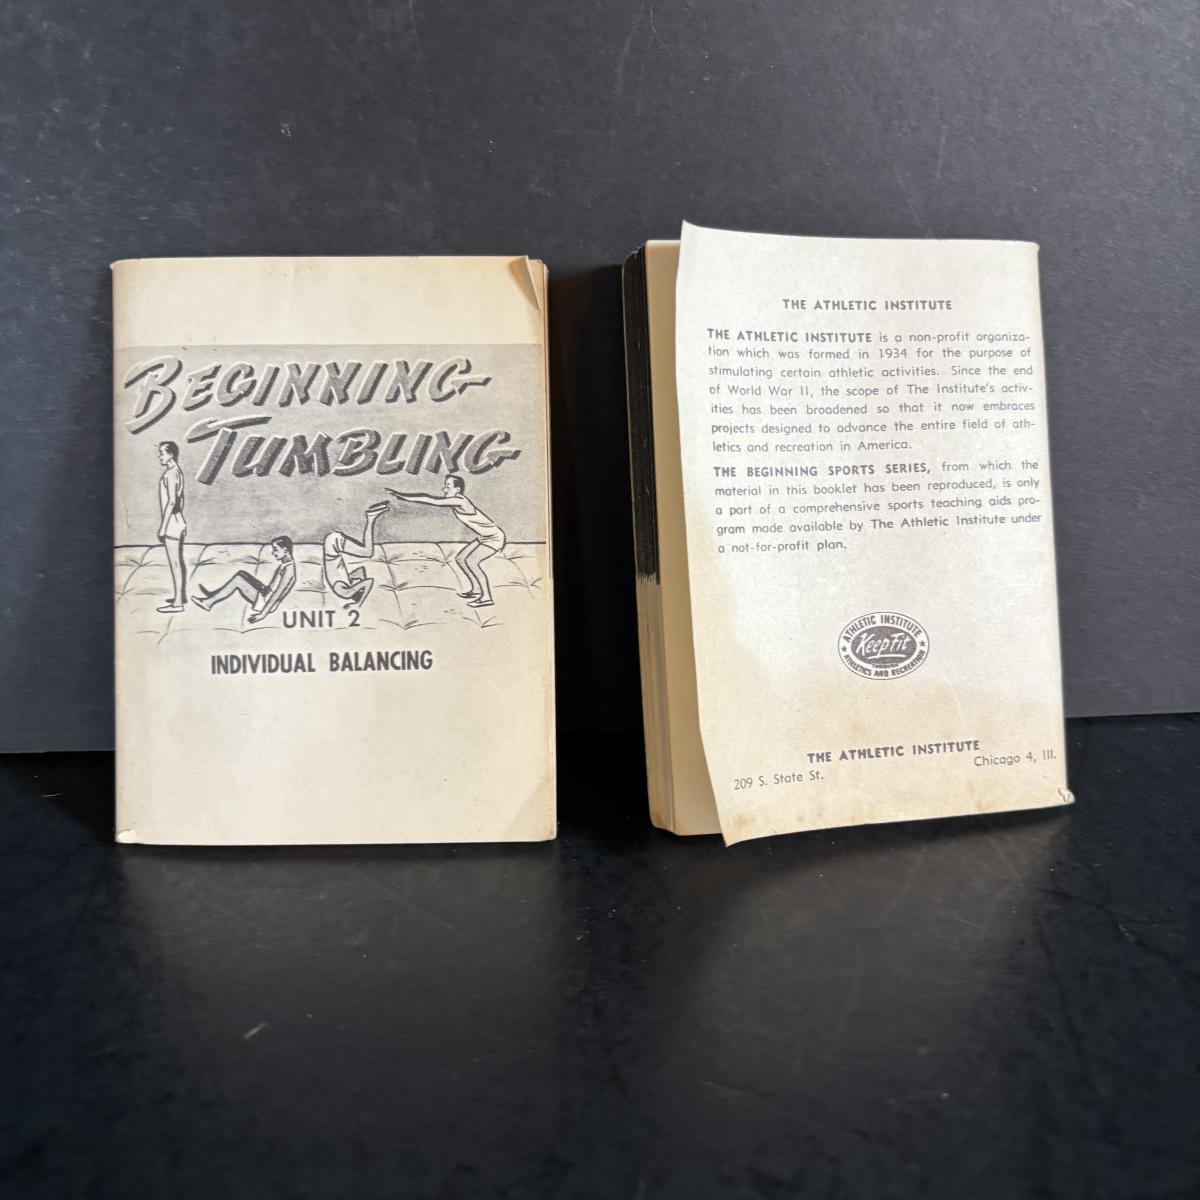 BEGINNING
TUMBLING
UNIT 2
INDIVIDUAL BALANCING
THE ATHLETIC INSTITUTE
THE ATHLETIC INSTITUTE is a non-profit organiza-
tion which was formed in 1934 for the purpose of
stimulating certain athletic activities. Since the end
of World War II, the scope of The Institute's activ-
ities has been broadened so that it now embraces
projects designed to advance the entire field of ath-
letics and recreation in America.
THE BEGINNING SPORTS SERIES, from which the
material in this booklet has been reproduced, is only
a part of a comprehensive sports teaching aids pro-
gram made available by The Athletic Institute under
a not-for-profit plan.
ATHLETIC INSTITUTE
Keep Fit
THROUGH
ATHLETICS AND RECREATION
THE ATHLETIC INSTITUTE
209 S. State St. Chicago 4, Ill.